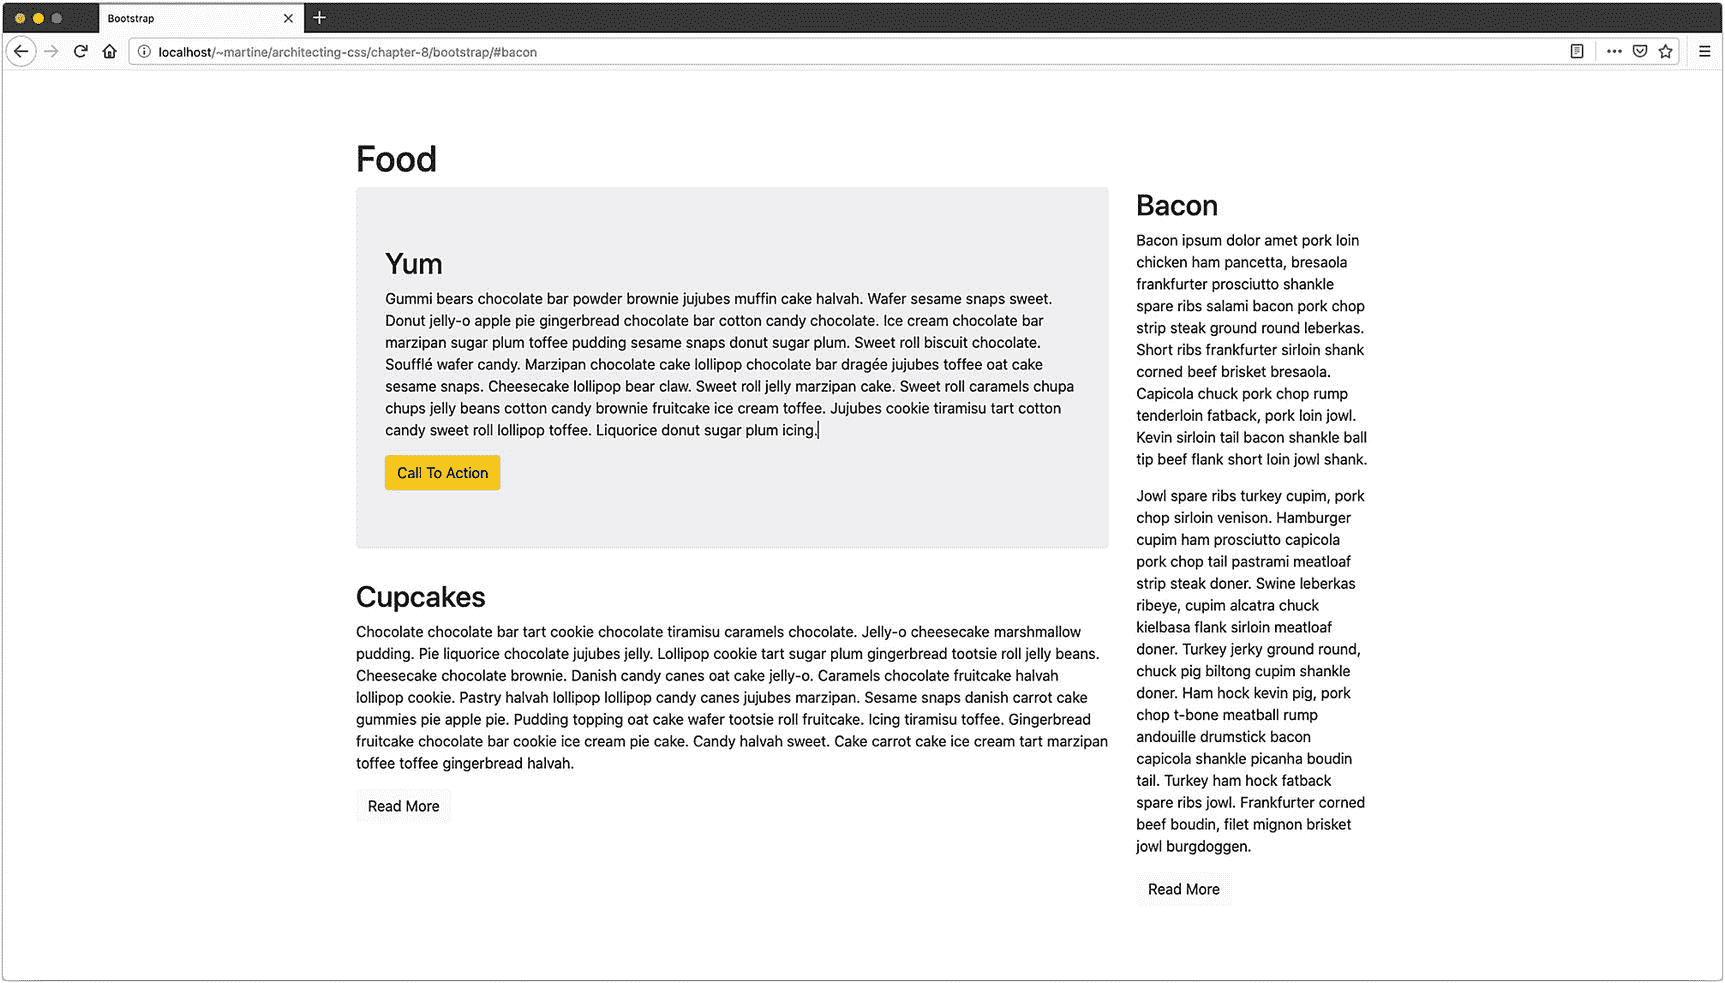 Bootstrap
localhost/~martine/architecting-css/chapter-8/bootstrap/#bacon
Food
Yum
Gummi bears chocolate bar powder brownie jujubes muffin cake halvah. Wafer sesame snaps sweet.
Donut jelly-o apple pie gingerbread chocolate bar cotton candy chocolate. Ice cream chocolate bar
marzipan sugar plum toffee pudding sesame snaps donut sugar plum. Sweet roll biscuit chocolate.
Soufflé wafer candy. Marzipan chocolate cake lollipop chocolate bar dragée jujubes toffee oat cake
sesame snaps. Cheesecake lollipop bear claw. Sweet roll jelly marzipan cake. Sweet roll caramels chupa
chups jelly beans cotton candy brownie fruitcake ice cream toffee. Jujubes cookie tiramisu tart cotton
candy sweet roll lollipop toffee. Liquorice donut sugar plum icing.
Call To Action
Cupcakes
Chocolate chocolate bar tart cookie chocolate tiramisu caramels chocolate. Jelly-o cheesecake marshmallow
pudding. Pie liquorice chocolate jujubes jelly. Lollipop cookie tart sugar plum gingerbread tootsie roll jelly beans.
Cheesecake chocolate brownie. Danish candy canes oat cake jelly-o. Caramels chocolate fruitcake halvah
lollipop cookie. Pastry halvah lollipop lollipop candy canes jujubes marzipan. Sesame snaps danish carrot cake
gummies pie apple pie. Pudding topping oat cake wafer tootsie roll fruitcake. Icing tiramisu toffee. Gingerbread
fruitcake chocolate bar cookie ice cream pie cake. Candy halvah sweet. Cake carrot cake ice cream tart marzipan
toffee toffee gingerbread halvah.
Read More
Bacon
Bacon ipsum dolor amet pork loin
chicken ham pancetta, bresaola
frankfurter prosciutto shankle
spare ribs salami bacon pork chop
strip steak ground round leberkas.
Short ribs frankfurter sirloin shank
corned beef brisket bresaola.
Capicola chuck pork chop rump
tenderloin fatback, pork loin jowl.
Kevin sirloin tail bacon shankle ball
tip beef flank short loin jowl shank.
Jowl spare ribs turkey cupim, pork
chop sirloin venison. Hamburger
cupim ham prosciutto capicola
pork chop tail pastrami meatloaf
strip steak doner. Swine leberkas
ribeye, cupim alcatra chuck
kielbasa flank sirloin meatloaf
doner. Turkey jerky ground round,
chuck pig biltong cupim shankle
doner. Ham hock kevin pig, pork
chop t-bone meatball rump
andouille drumstick bacon
capicola shankle picanha boudin
tail. Turkey ham hock fatback
spare ribs jowl. Frankfurter corned
beef boudin, filet mignon brisket
jowl burgdoggen.
Read More